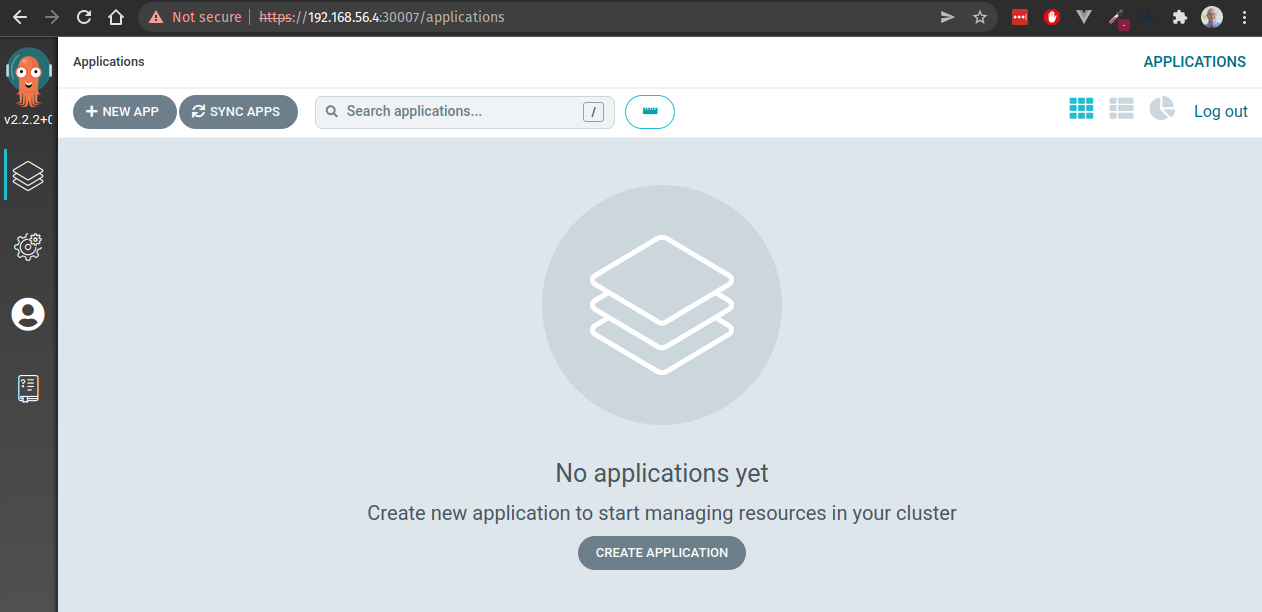 Not secure | https://192.168.56.4:30007/applications
Applications
APPLICATIONS
v2.2.2+0
NEW APP
SYNC APPS
Search applications...
/
Log out
No applications yet
Create new application to start managing resources in your cluster
CREATE APPLICATION